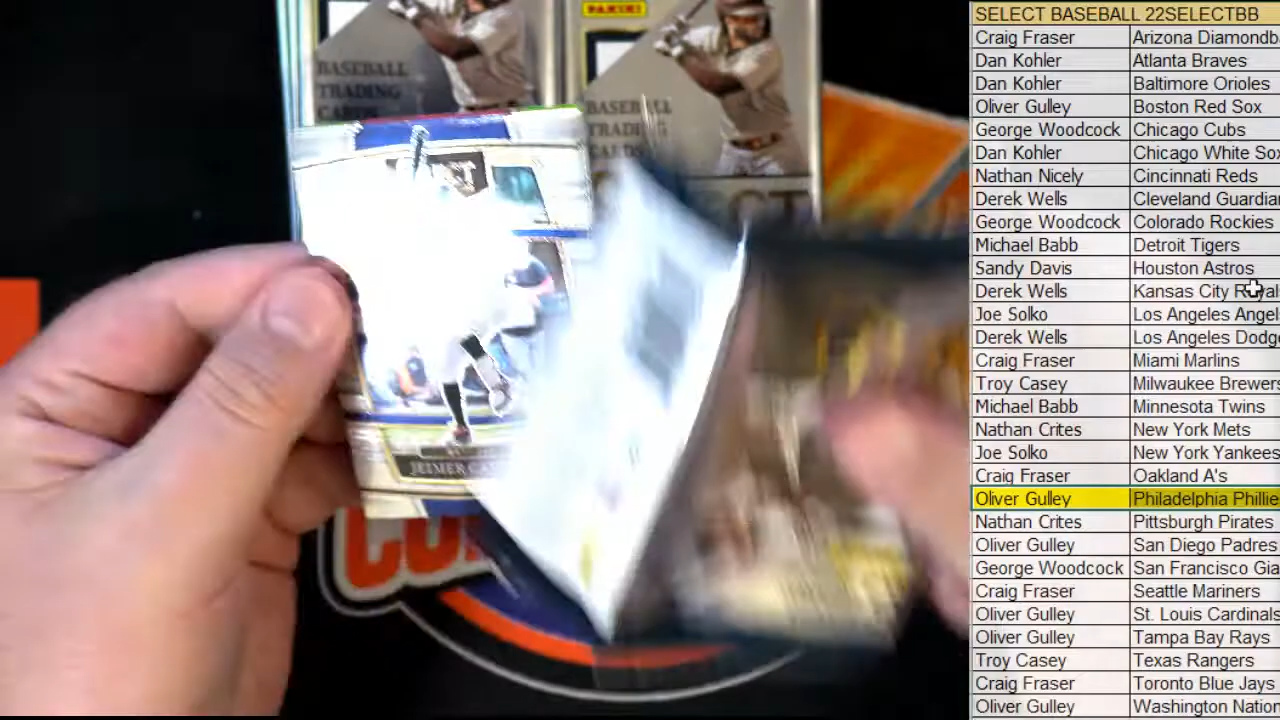 SELECT BASEBALL 22SELECTBB
Craig Fraser Arizona Diamondb
Dan Kohler Atlanta Braves
Dan Kohler Baltimore Orioles
Oliver Gulley Boston Red Sox
George Woodcock Chicago Cubs
Dan Kohler Chicago White Sox
Nathan Nicely Cincinnati Reds
Derek Wells Cleveland Guardian
George Woodcock Colorado Rockies
Michael Babb Detroit Tigers
Sandy Davis Houston Astros
Derek Wells Kansas City Royals
Joe Solko Los Angeles Angels
Derek Wells Los Angeles Dodge
Craig Fraser Miami Marlins
Troy Casey Milwaukee Brewers
Michael Babb Minnesota Twins
Nathan Crites New York Mets
Joe Solko New York Yankees
Craig Fraser Oakland A's
Oliver Gulley Philadelphia Phillie
Nathan Crites Pittsburgh Pirates
Oliver Gulley San Diego Padres
George Woodcock San Francisco Gia
Craig Fraser Seattle Mariners
Oliver Gulley St. Louis Cardinals
Oliver Gulley Tampa Bay Rays
Troy Casey Texas Rangers
Craig Fraser Toronto Blue Jays
Oliver Gulley Washington Nation
PANINI
BASEBALL
TRADING
CARDS
BASEBALL
TRADING
CARDS
JEIMER